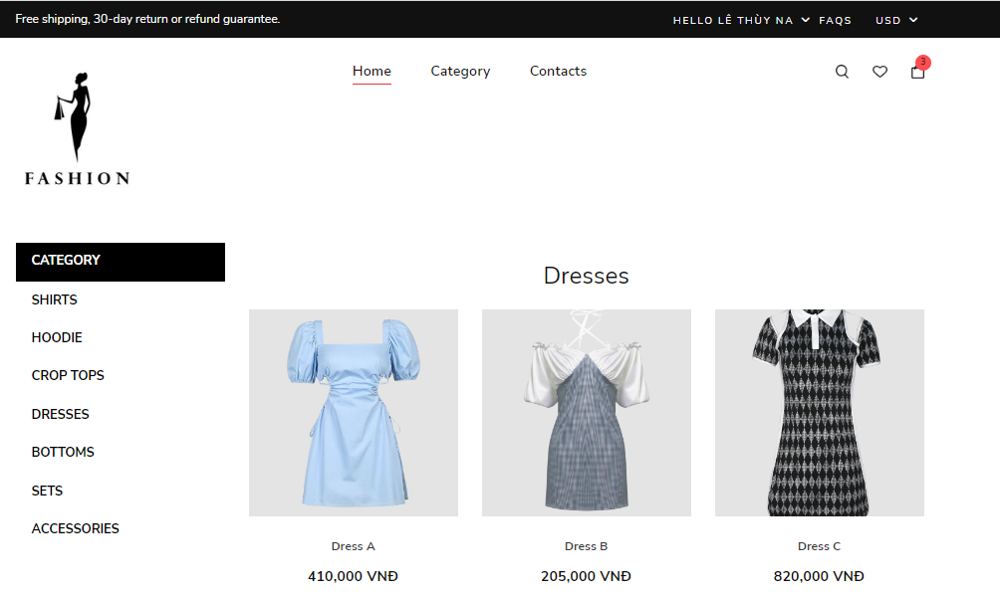 Free shipping, 30-day return or refund guarantee.
HELLO LÊ THÙY NA FAQS USD
Home Category Contacts
3
FASHION
CATEGORY
SHIRTS
HOODIE
CROP TOPS
DRESSES
BOTTOMS
SETS
ACCESSORIES
Dresses
Dress A Dress B Dress C
410,000 VNĐ 205,000 VNĐ 820,000 VNĐ